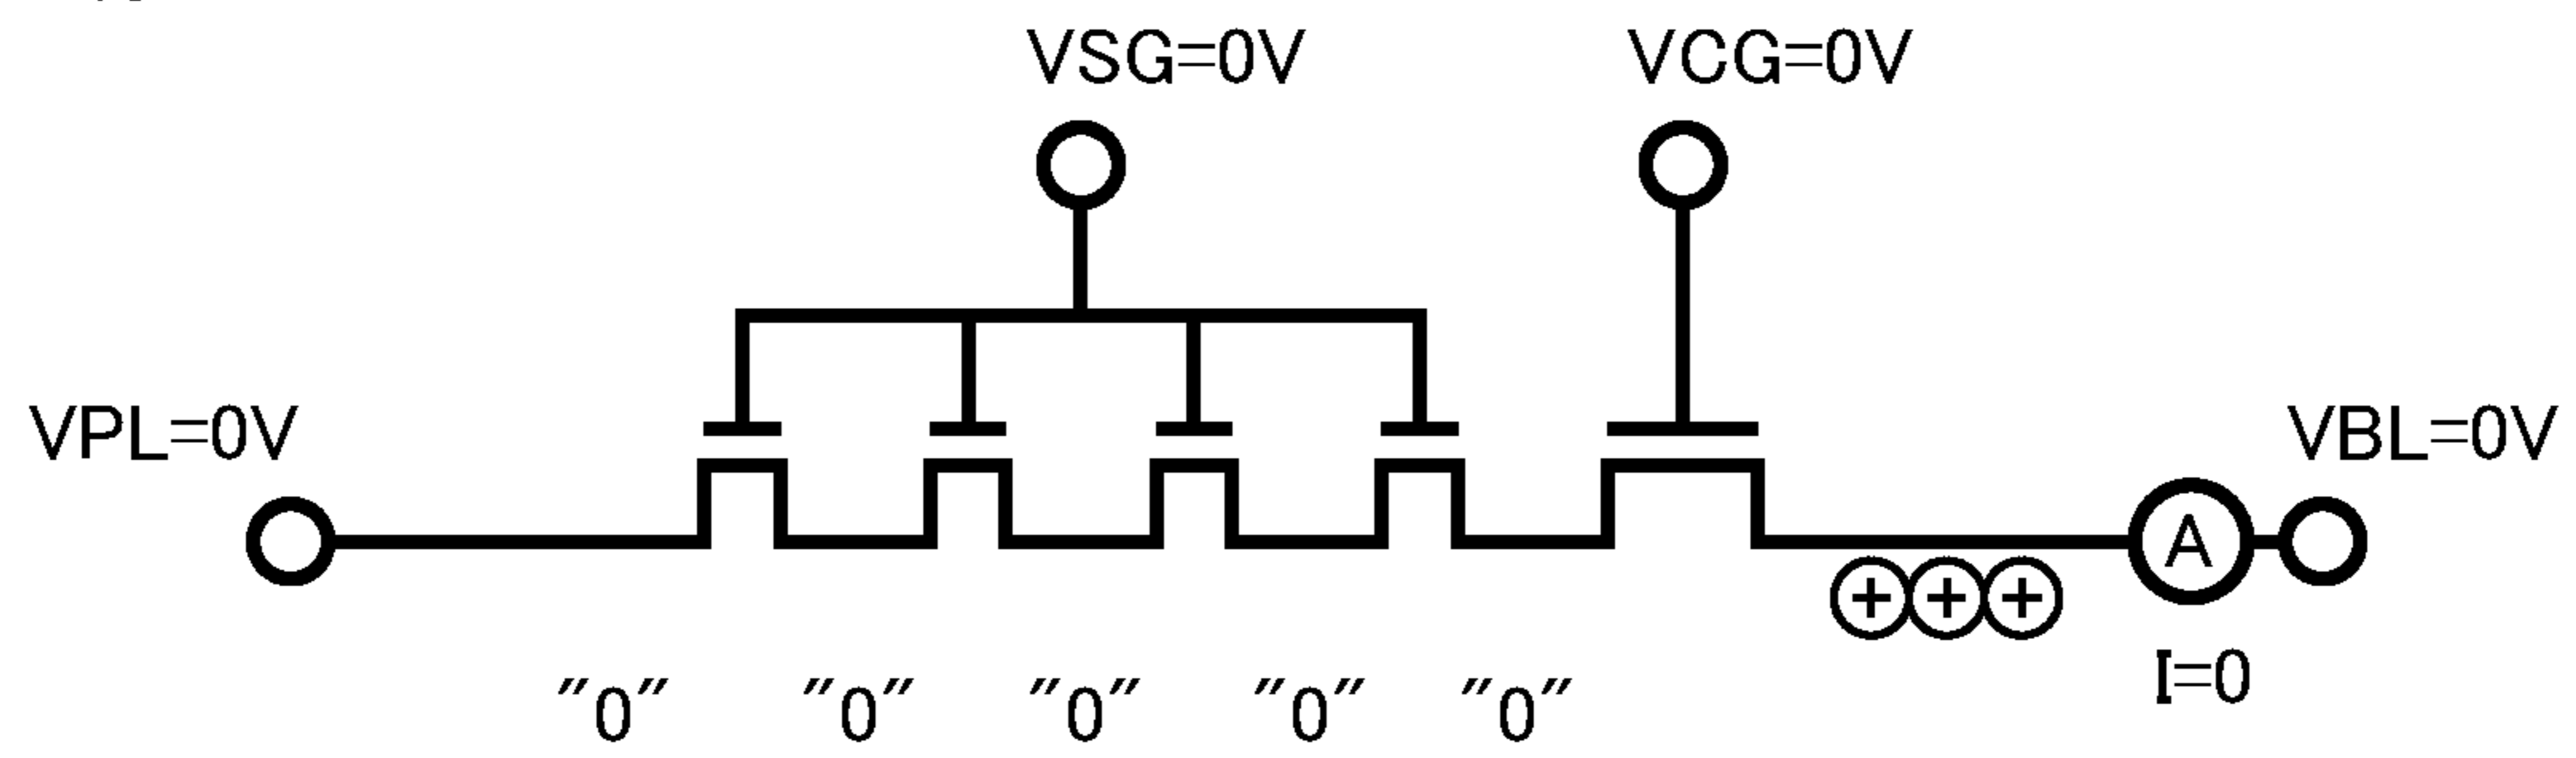 VSG=0V
VCG=0V
VPL=0V
VBL=0V
A
+ + +
I=0
"0" "0" "0" "0" "0"